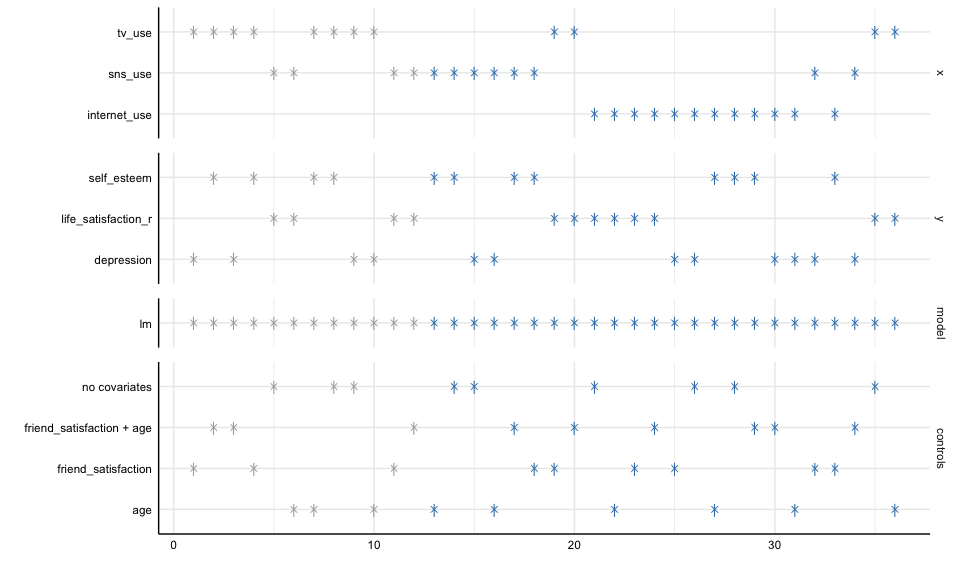 tv_use
sns_use
internet_use
x
self_esteem
life_satisfaction_r
depression
y
lm
model
no covariates
friend_satisfaction + age
friend_satisfaction
age
controls
0 10 20 30